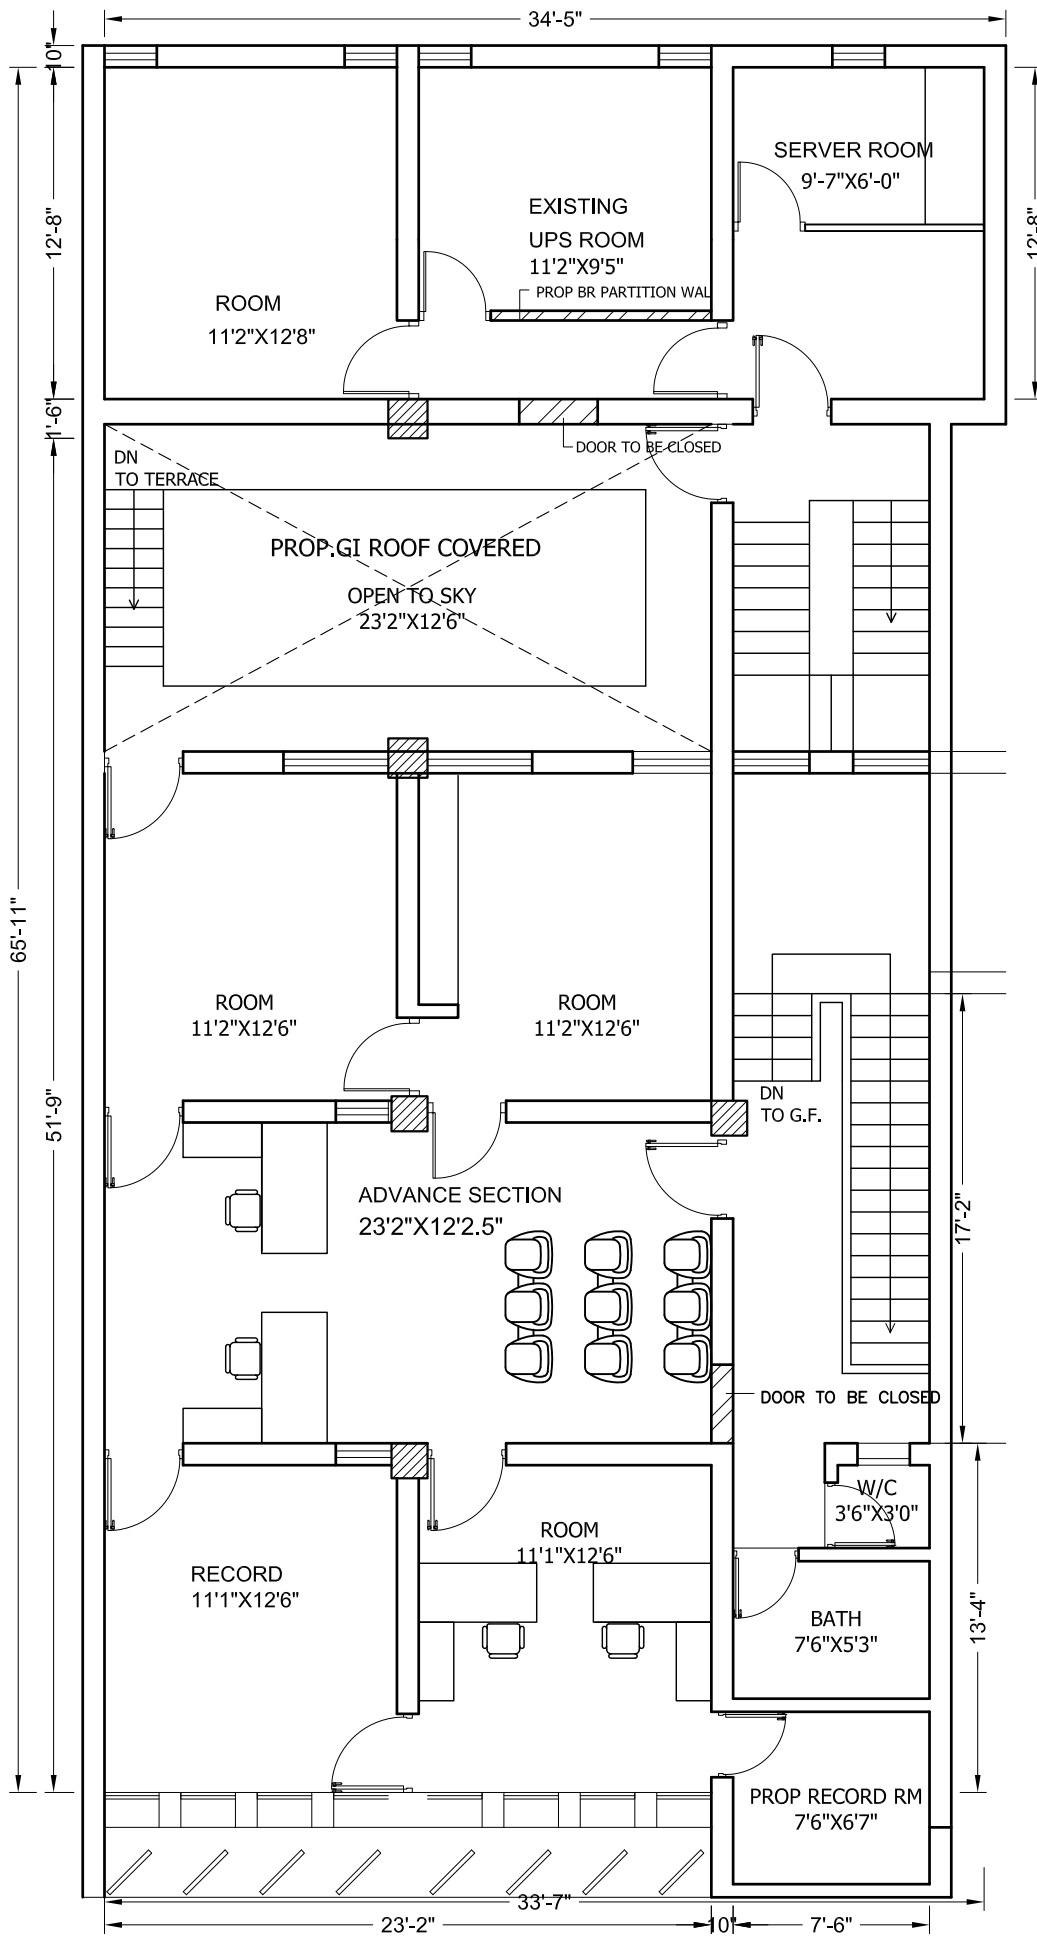 34'-5"
10"
SERVER ROOM
9'-7"X6'-0"
EXISTING
UPS ROOM
11'2"X9'5"
PROP BR PARTITION WAL
12'-8"
12'-8"
ROOM
11'2"X12'8"
1'-6"
DOOR TO BE CLOSED
DN
TO TERRACE
PROP.GI ROOF COVERED
OPEN TO SKY
23'2"X12'6"
65'-11"
51'-9"
ROOM
11'2"X12'6"
ROOM
11'2"X12'6"
DN
TO G.F.
ADVANCE SECTION
23'2"X12'2.5"
17'-2"
DOOR TO BE CLOSED
W/C
3'6"X3'0"
ROOM
11'1"X12'6"
RECORD
11'1"X12'6"
BATH
7'6"X5'3"
13'-4"
PROP RECORD RM
7'6"X6'7"
33'-7"
23'-2"
10"
7'-6"